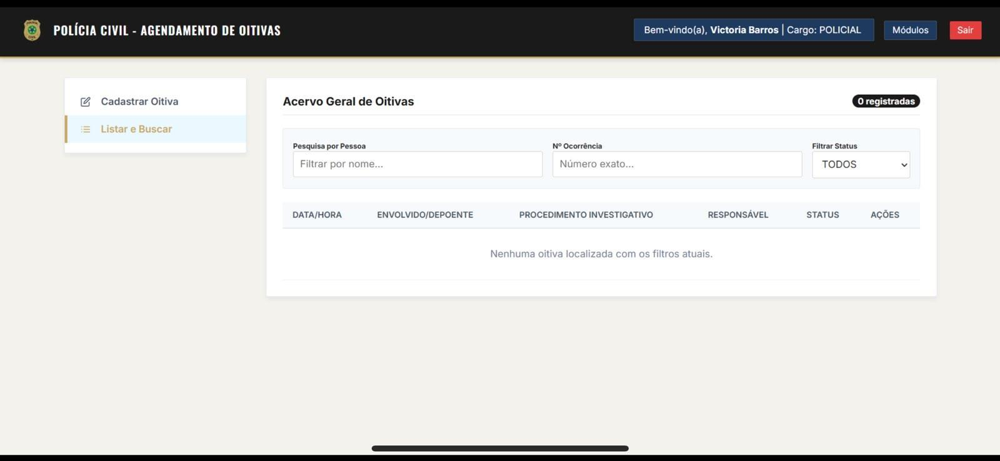 POLÍCIA CIVIL - AGENDAMENTO DE OITIVAS
Bem-vindo(a), Victoria Barros | Cargo: POLICIAL
Módulos
Sair
Cadastrar Oitiva
Listar e Buscar
Acervo Geral de Oitivas
0 registradas
Pesquisa por Pessoa
Nº Ocorrência
Filtrar Status
Filtrar por nome...
Número exato...
TODOS
DATA/HORA ENVOLVIDO/DEPOENTE PROCEDIMENTO INVESTIGATIVO RESPONSÁVEL STATUS AÇÕES
Nenhuma oitiva localizada com os filtros atuais.